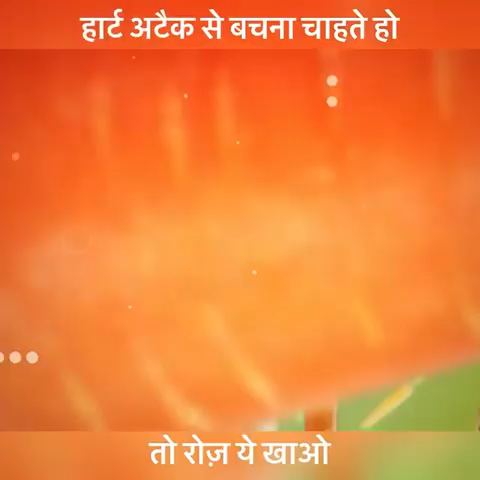 हार्ट अटैक से बचना चाहते हो
तो रोज़ ये खाओ